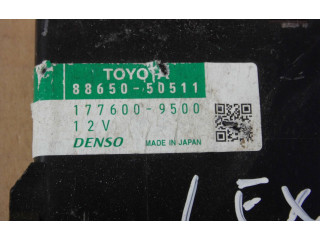 TOYOTA
88650-50511
177600-9500
12V
DENSO MADE IN JAPAN
LEX